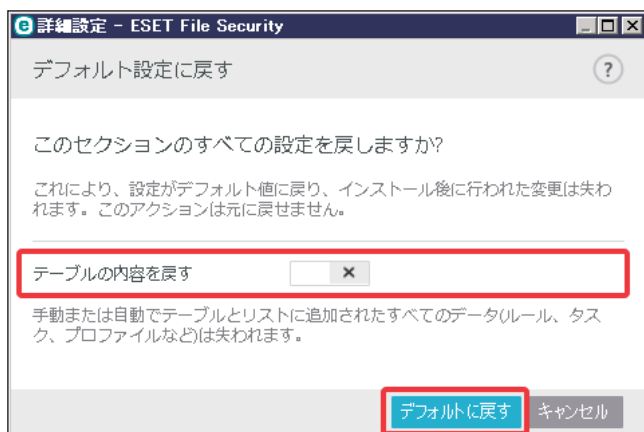 詳細設定 - ESET File Security
デフォルト設定に戻す
?
このセクションのすべての設定を戻しますか?
これにより、設定がデフォルト値に戻り、インストール後に行われた変更は失わ
れます。このアクションは元に戻せません。
テーブルの内容を戻す
手動または自動でテーブルとリストに追加されたすべてのデータ(ルール、タス
ク、プロファイルなど)は失われます。
デフォルトに戻す キャンセル